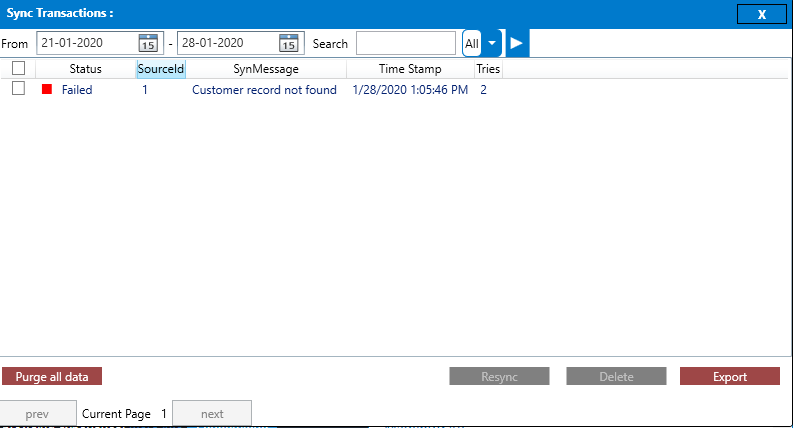 Sync Transactions :
X
From 21-01-2020 15 - 28-01-2020 15 Search All
Status SourceId SynMessage Time Stamp Tries
Failed 1 Customer record not found 1/28/2020 1:05:46 PM 2
Purge all data Resync Delete Export
prev Current Page 1 next